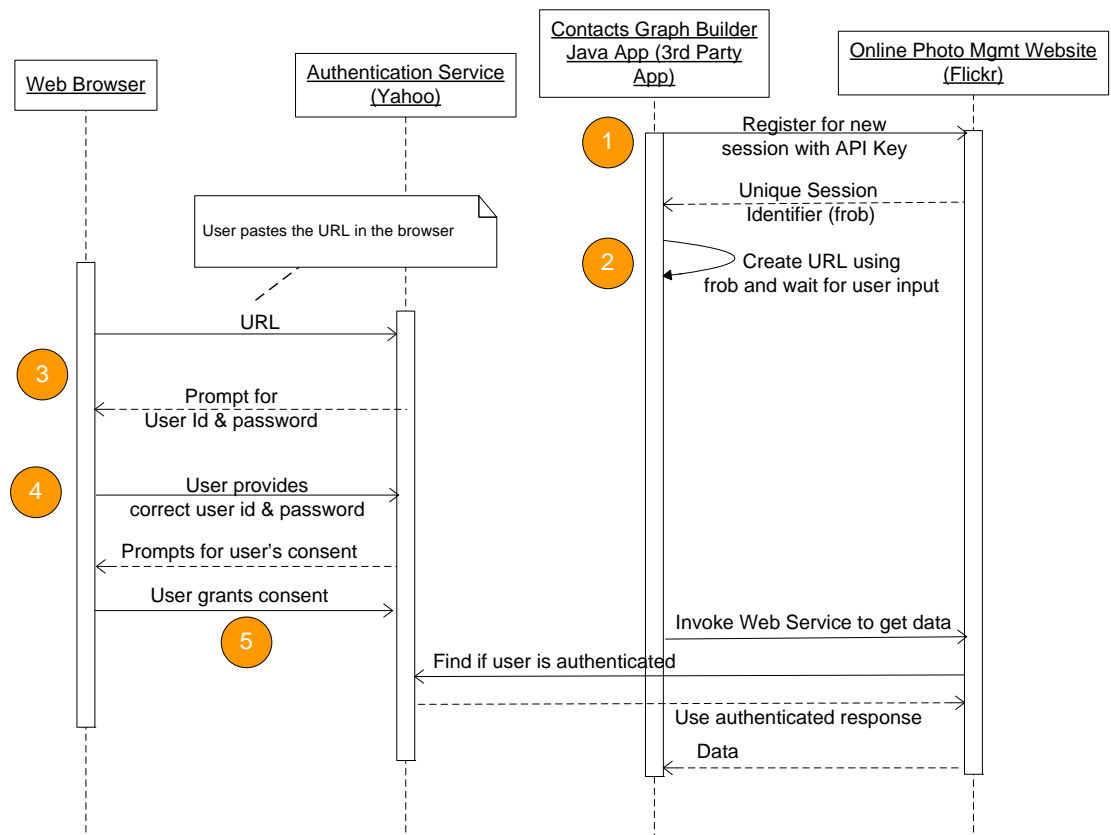 Web Browser
Authentication Service
(Yahoo)
Contacts Graph Builder
Java App (3rd Party
App)
Online Photo Mgmt Website
(Flickr)
1
Register for new
session with API Key
Unique Session
Identifier (frob)
User pastes the URL in the browser
2
Create URL using
frob and wait for user input
URL
3
Prompt for
User Id & password
4
User provides
correct user id & password
Prompts for user’s consent
User grants consent
5
Invoke Web Service to get data
Find if user is authenticated
Use authenticated response
Data